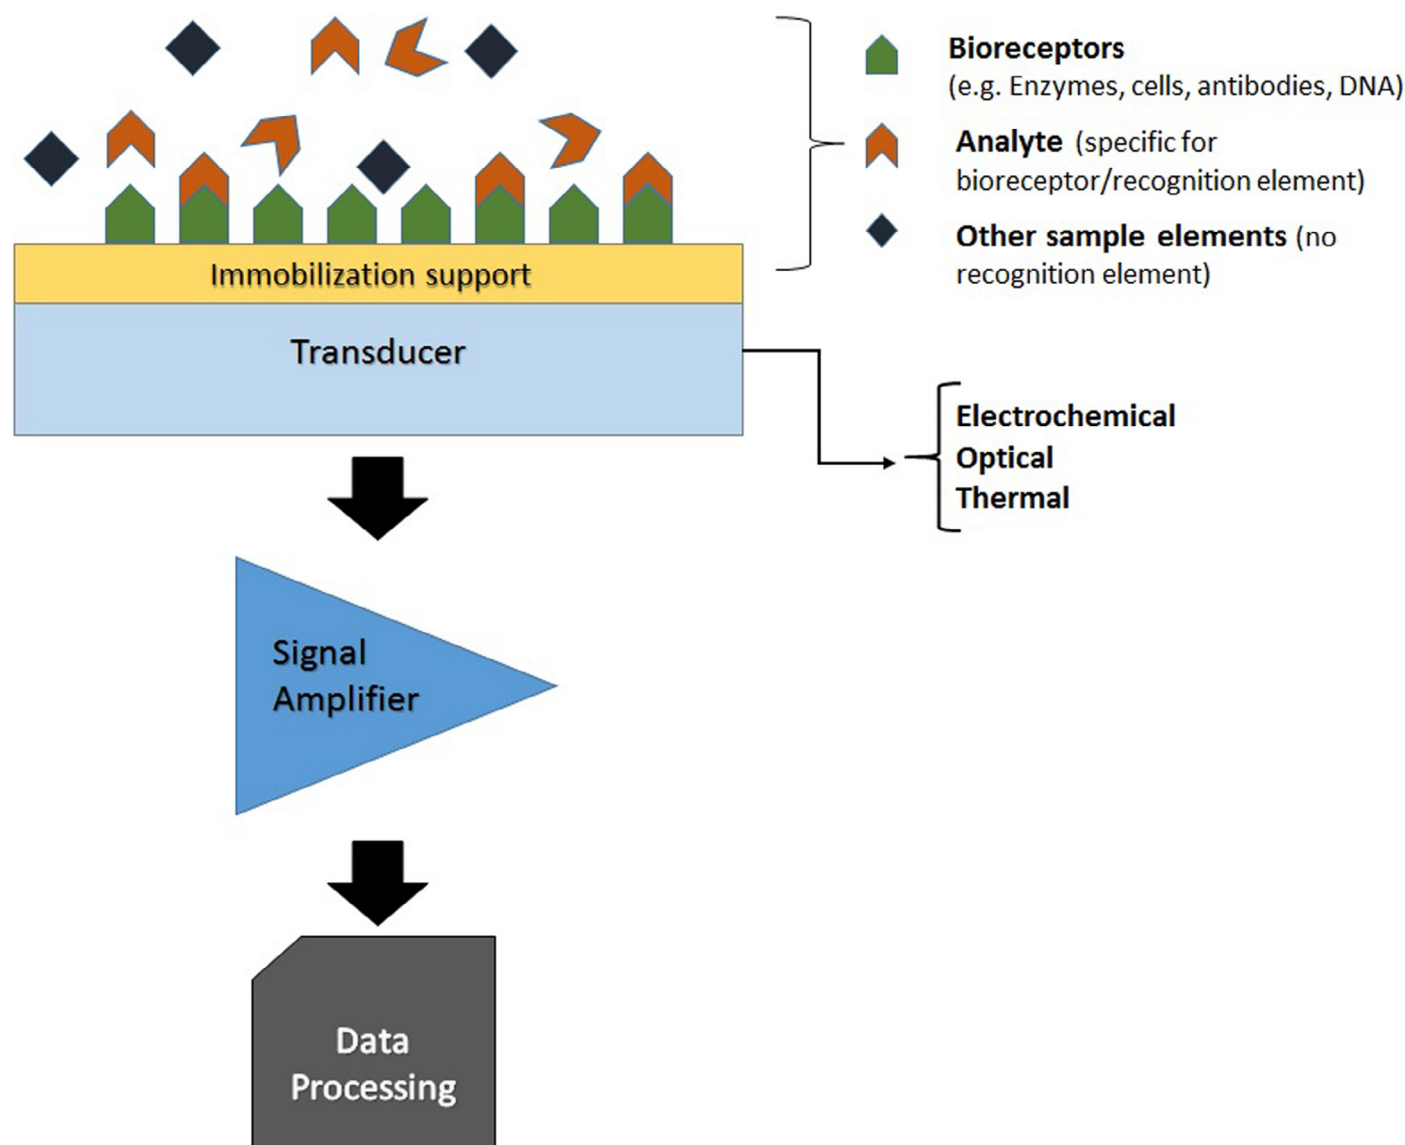 Bioreceptors
(e.g. Enzymes, cells, antibodies, DNA)
Analyte (specific for
bioreceptor/recognition element)
Other sample elements (no
recognition element)
Immobilization support
Transducer
Electrochemical
Optical
Thermal
Signal
Amplifier
Data
Processing